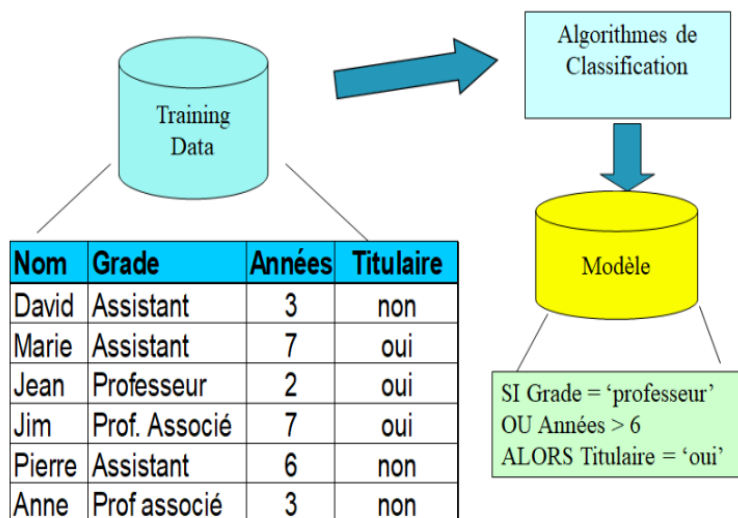 Training
Data
Algorithmes de
Classification
Modèle
Nom Grade Années Titulaire
David Assistant 3 non
Marie Assistant 7 oui
Jean Professeur 2 oui
Jim Prof. Associé 7 oui
Pierre Assistant 6 non
Anne Prof associé 3 non
SI Grade = ‘professeur’
OU Années > 6
ALORS Titulaire = ‘oui’